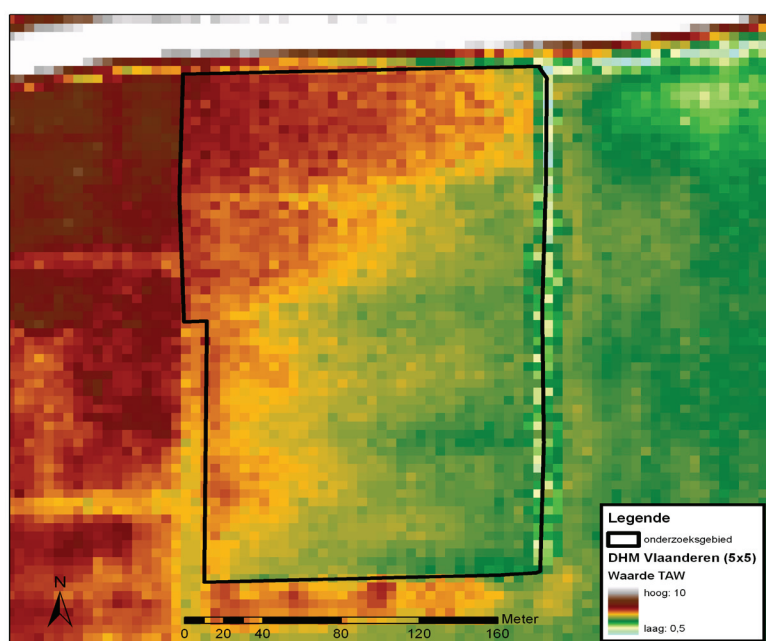 Legende
onderzoeksgebied
DHM Vlaanderen (5x5)
Waarde TAW
hoog: 10
laag: 0,5
N
Meter
0 10 20 40 80 120 160